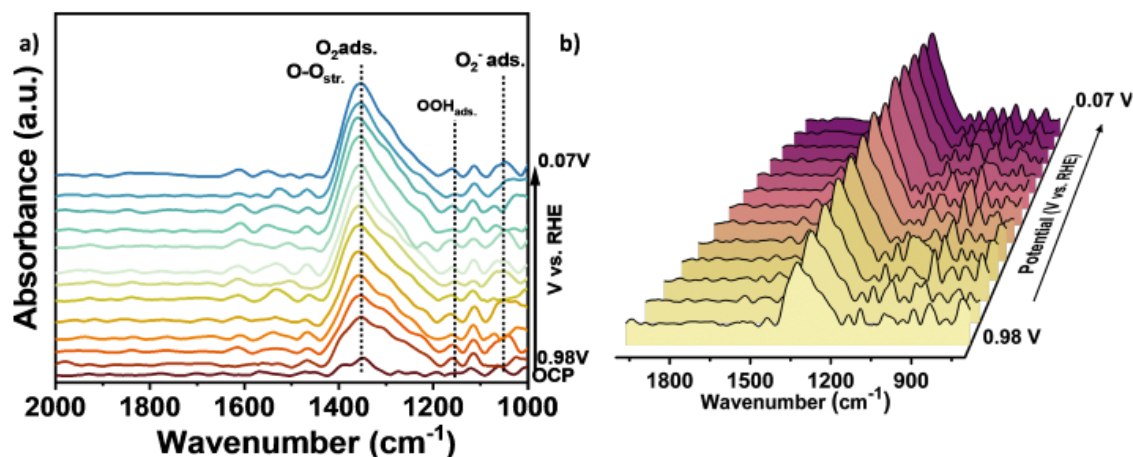 a)
O₂ads.
O-Ostr.
OOHads.
O₂⁻ ads.
0.07V
V vs. RHE
0.98V
OCP
Absorbance (a.u.)
2000 1800 1600 1400 1200 1000
Wavenumber (cm⁻¹)
b)
0.07 V
Potential (V vs. RHE)
0.98 V
1800 1500 1200 900
Wavenumber (cm⁻¹)